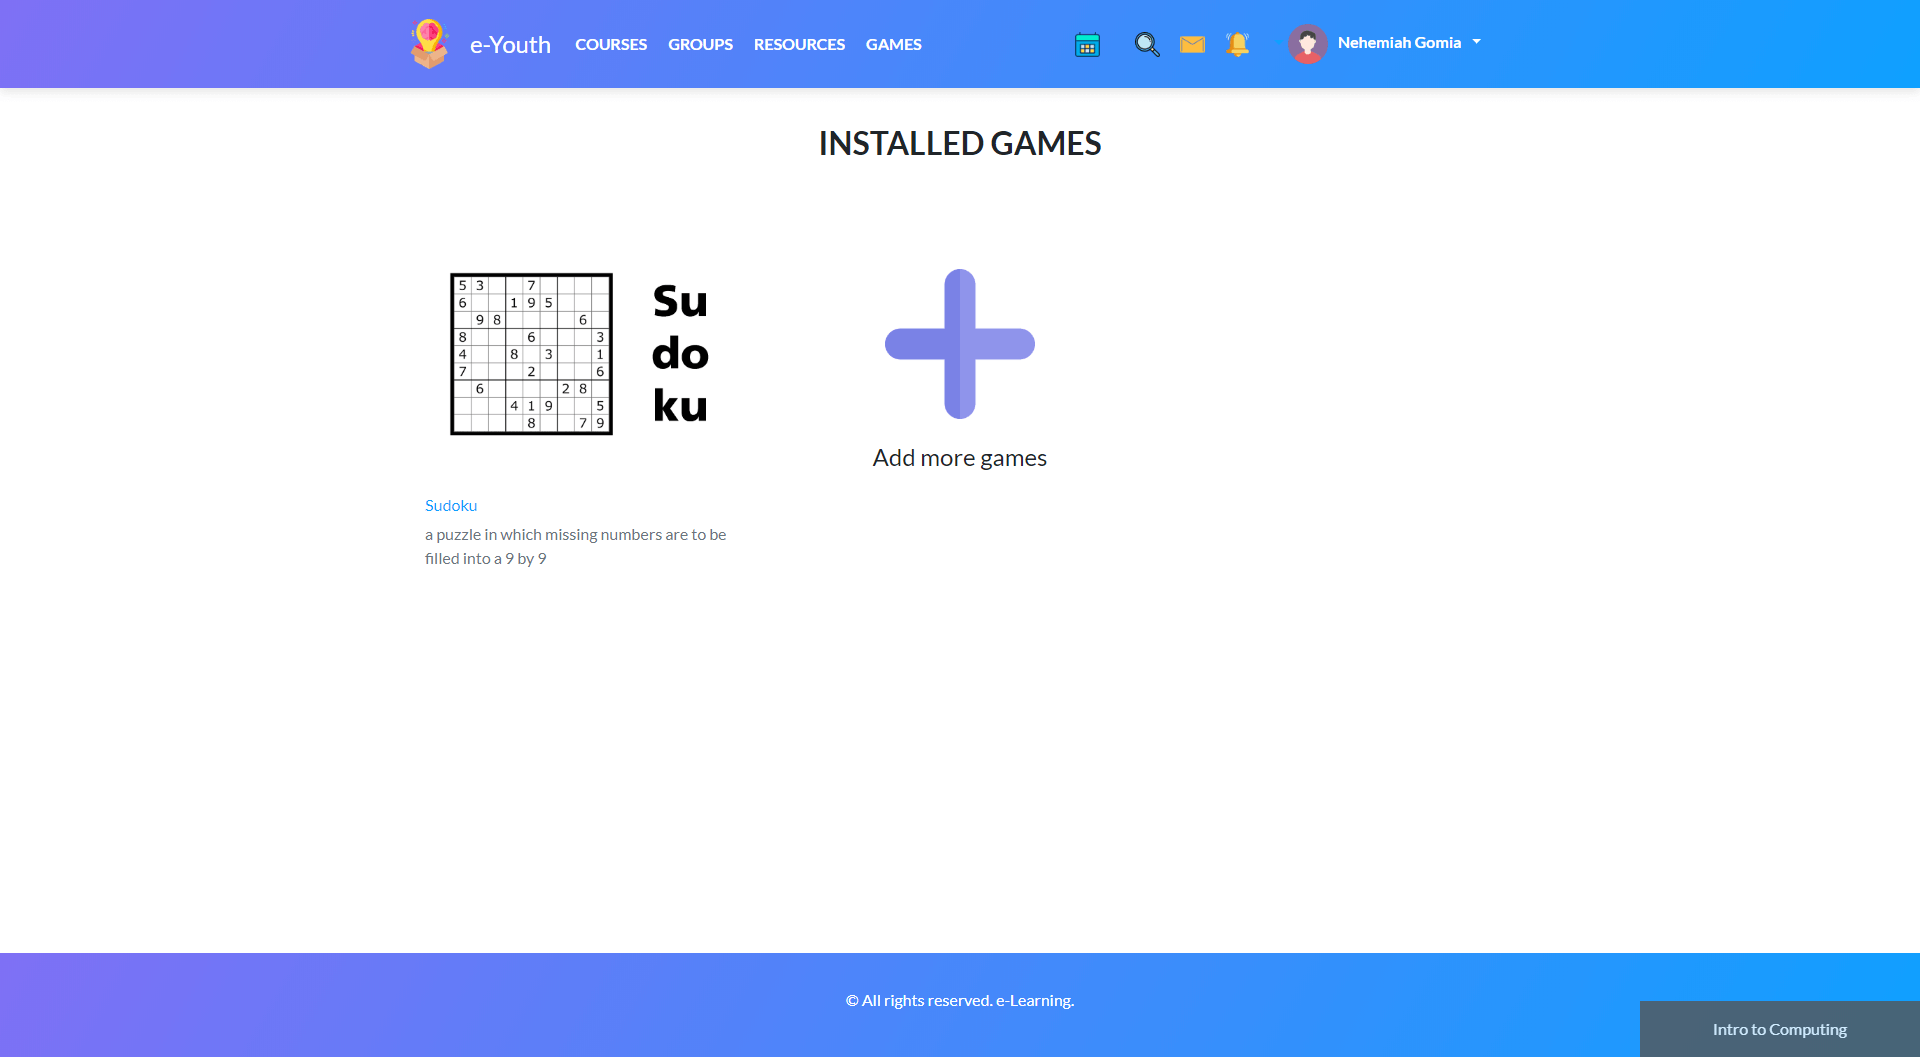 e-Youth COURSES GROUPS RESOURCES GAMES Nehemiah Gomia
INSTALLED GAMES
5 3 7
6 1 9 5
9 8 6
8 6 3
4 8 3 1
7 2 6
6 2 8
4 1 9 5
8 7 9
Su
do
ku
Add more games
Sudoku
a puzzle in which missing numbers are to be
filled into a 9 by 9
© All rights reserved. e-Learning.
Intro to Computing